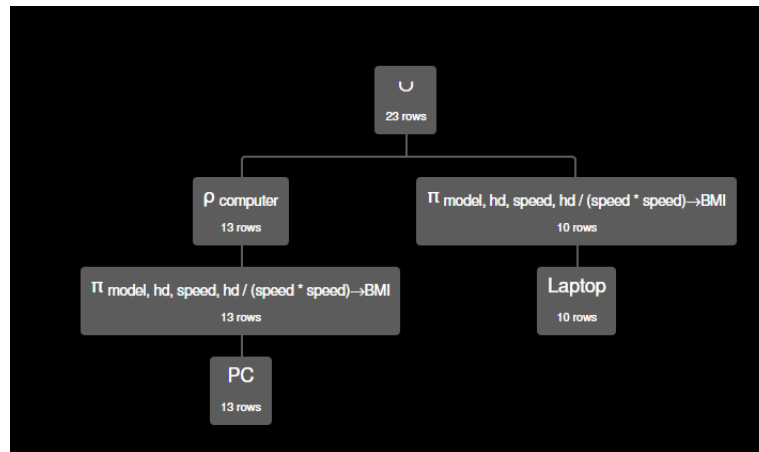 ∪
23 rows
ρ computer
13 rows
π model, hd, speed, hd / (speed * speed)→BMI
10 rows
π model, hd, speed, hd / (speed * speed)→BMI
13 rows
Laptop
10 rows
PC
13 rows